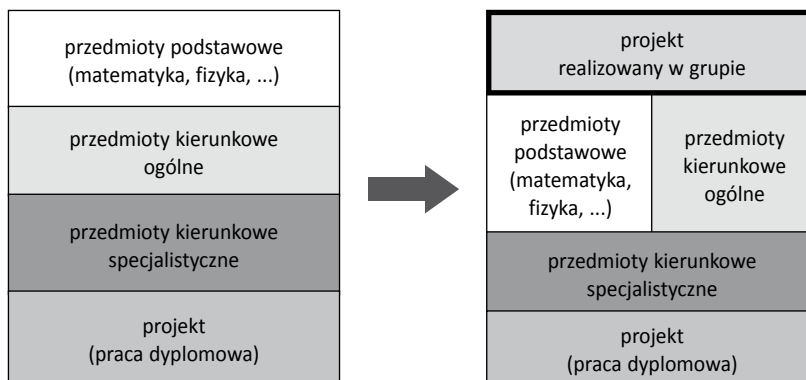 przedmioty podstawowe
(matematyka, fizyka, ...)
przedmioty kierunkowe
ogólne
przedmioty kierunkowe
specjalistyczne
projekt
(praca dyplomowa)
projekt
realizowany w grupie
przedmioty
podstawowe
(matematyka,
fizyka, ...)
przedmioty
kierunkowe
ogólne
przedmioty kierunkowe
specjalistyczne
projekt
(praca dyplomowa)